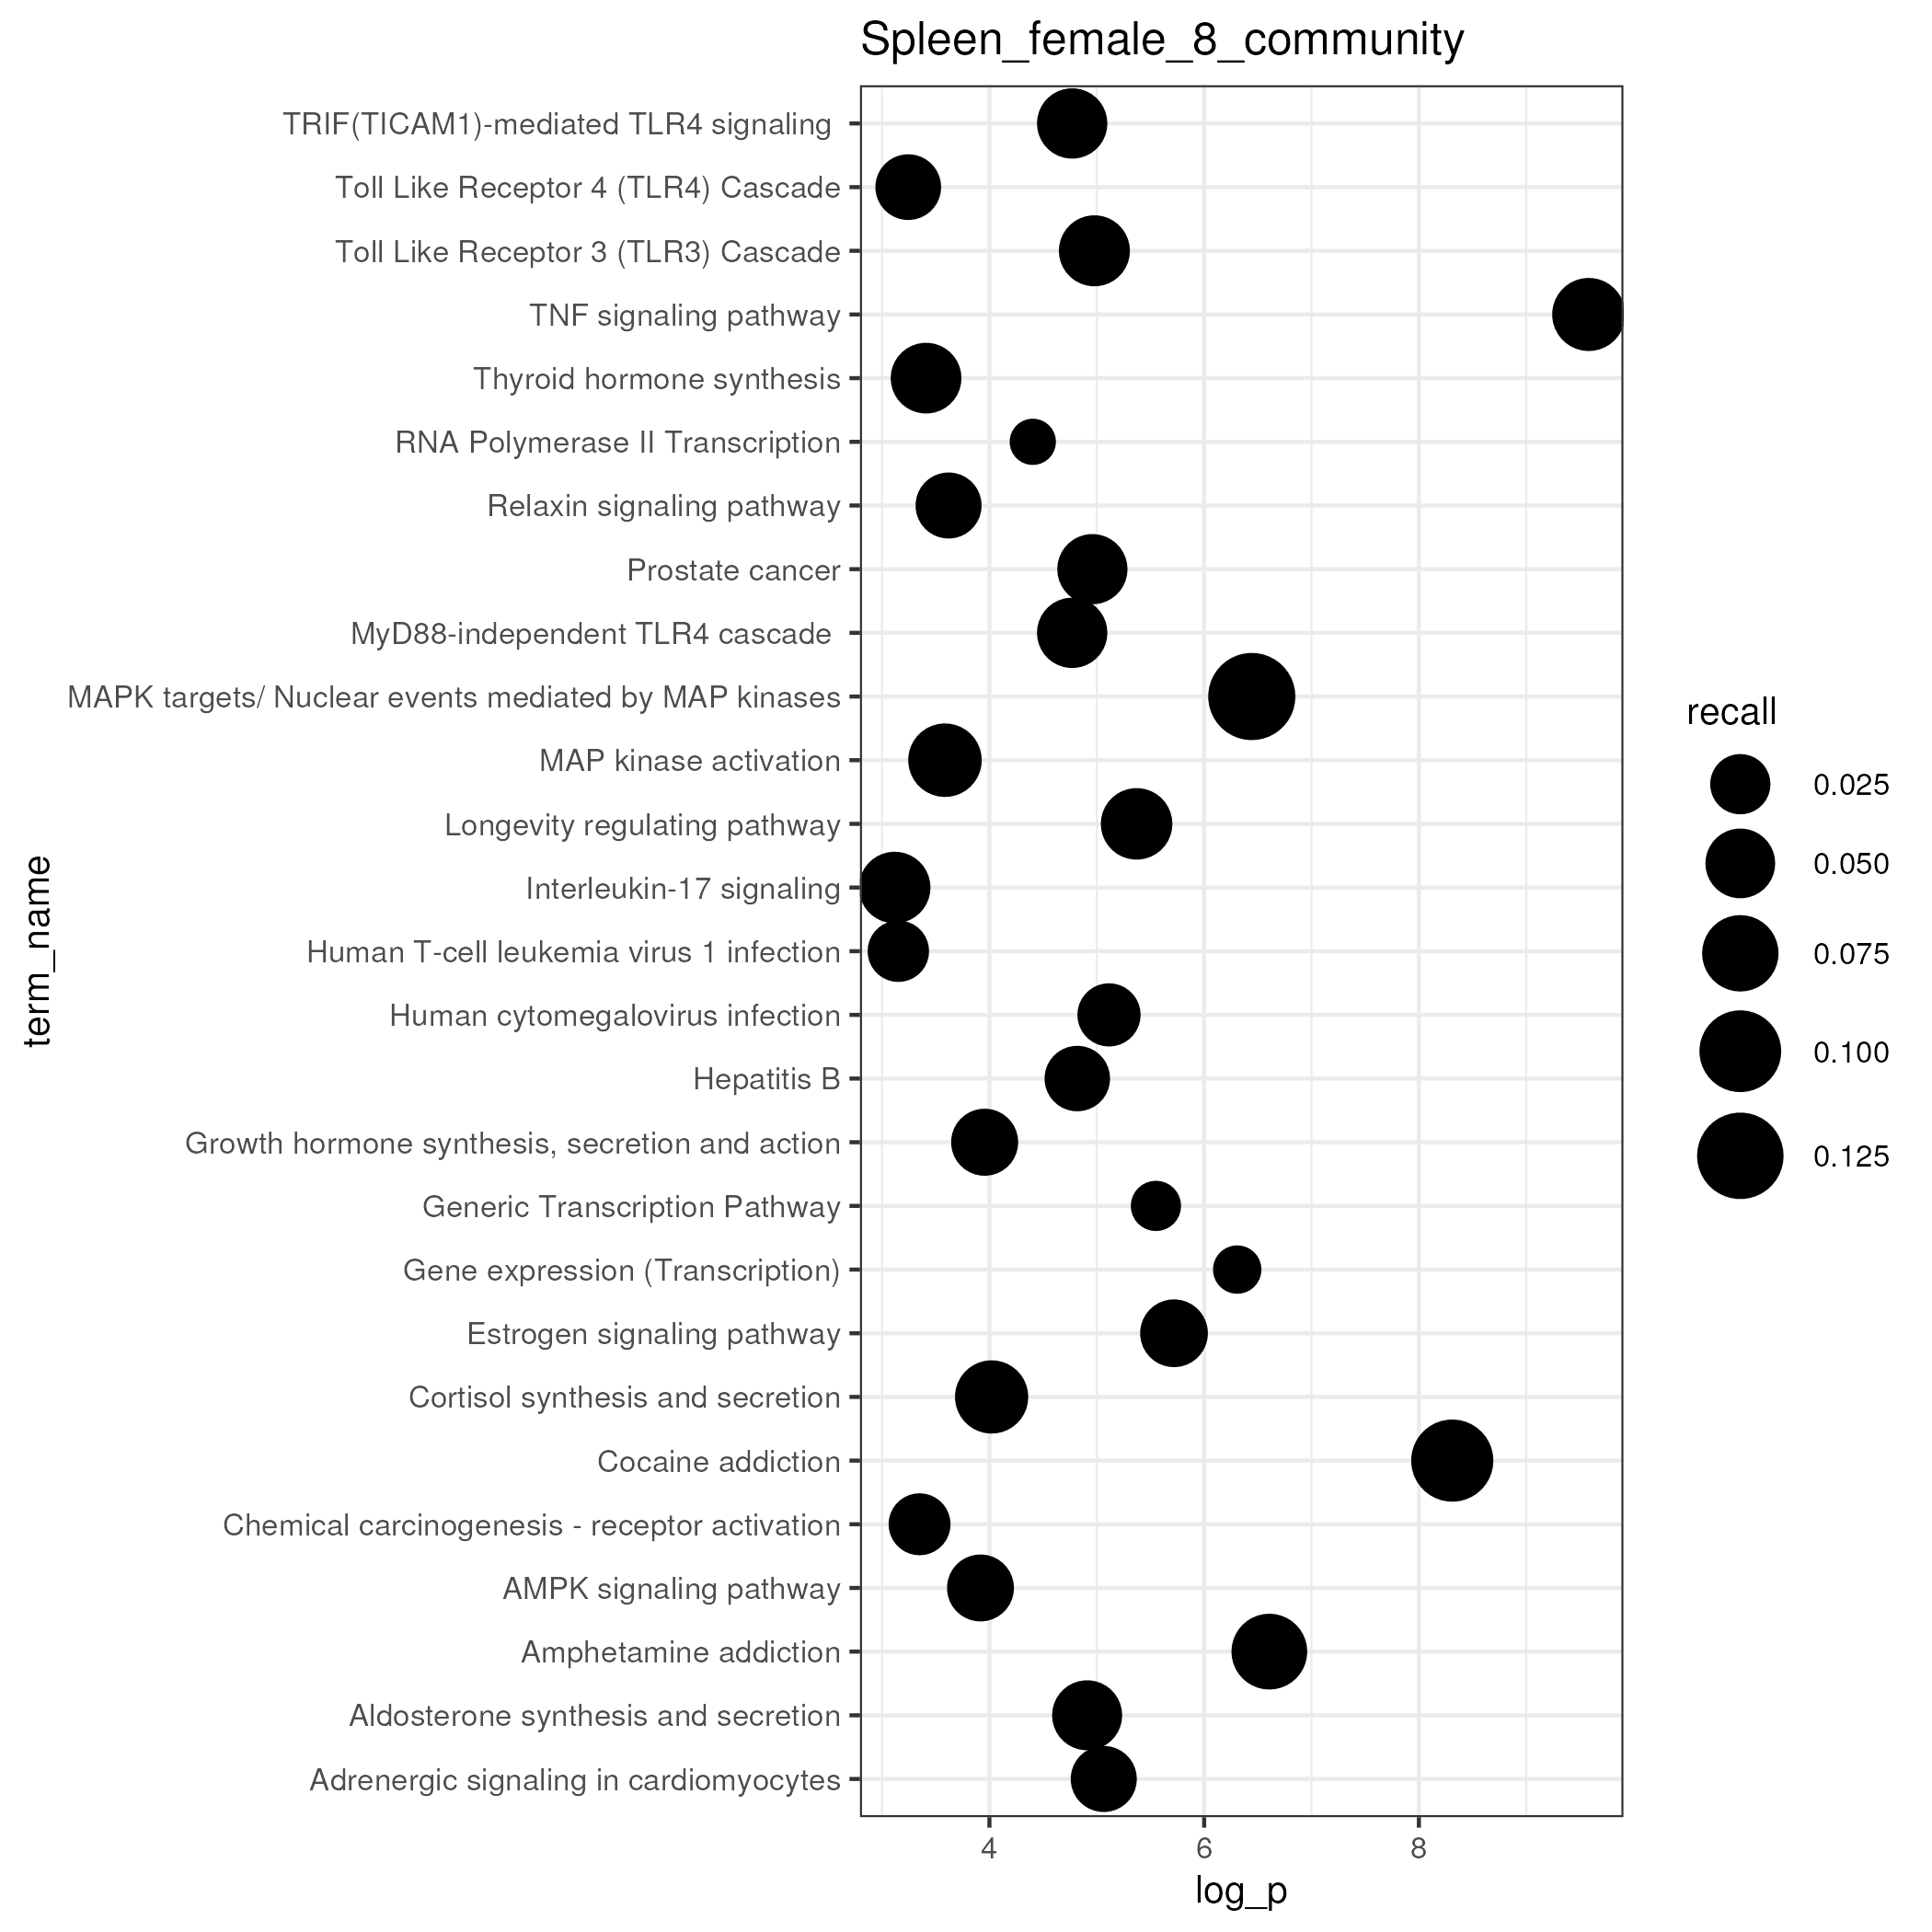 Spleen_female_8_community
TRIF(TICAM1)-mediated TLR4 signaling
Toll Like Receptor 4 (TLR4) Cascade
Toll Like Receptor 3 (TLR3) Cascade
TNF signaling pathway
Thyroid hormone synthesis
RNA Polymerase II Transcription
Relaxin signaling pathway
Prostate cancer
MyD88-independent TLR4 cascade
MAPK targets/ Nuclear events mediated by MAP kinases
MAP kinase activation
Longevity regulating pathway
Interleukin-17 signaling
Human T-cell leukemia virus 1 infection
Human cytomegalovirus infection
Hepatitis B
Growth hormone synthesis, secretion and action
Generic Transcription Pathway
Gene expression (Transcription)
Estrogen signaling pathway
Cortisol synthesis and secretion
Cocaine addiction
Chemical carcinogenesis - receptor activation
AMPK signaling pathway
Amphetamine addiction
Aldosterone synthesis and secretion
Adrenergic signaling in cardiomyocytes
term_name
4 6 8
log_p
recall
0.025
0.050
0.075
0.100
0.125